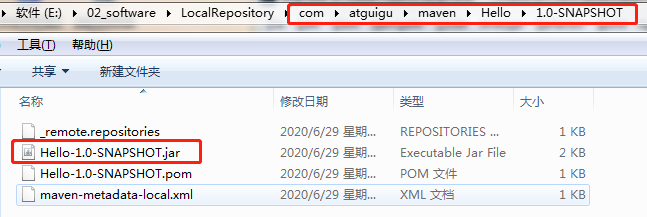 软件 (E:) ▸ 02_software ▸ LocalRepository ▸ com ▸ atguigu ▸ maven ▸ Hello ▸ 1.0-SNAPSHOT
工具(T) 帮助(H)
共享 ▼ 新建文件夹
名称 修改日期 类型 大小
_remote.repositories 2020/6/29 星期... REPOSITORIES ... 1 KB
Hello-1.0-SNAPSHOT.jar 2020/6/29 星期... Executable Jar File 2 KB
Hello-1.0-SNAPSHOT.pom 2020/6/29 星期... POM 文件 1 KB
maven-metadata-local.xml 2020/6/29 星期... XML 文档 1 KB